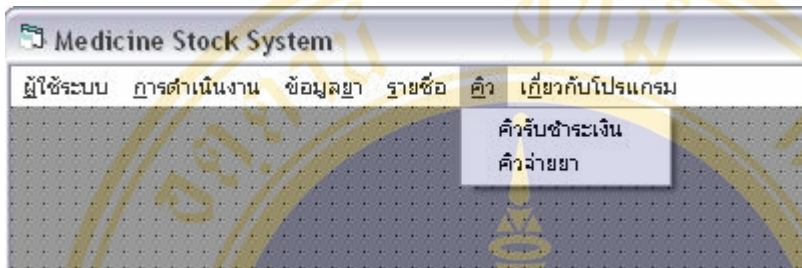 Medicine Stock System
ผู้ใช้ระบบ การดำเนินงาน ข้อมูลยา รายชื่อ คิว เกี่ยวกับโปรแกรม
คิวรับชำระเงิน
คิวจ่ายยา